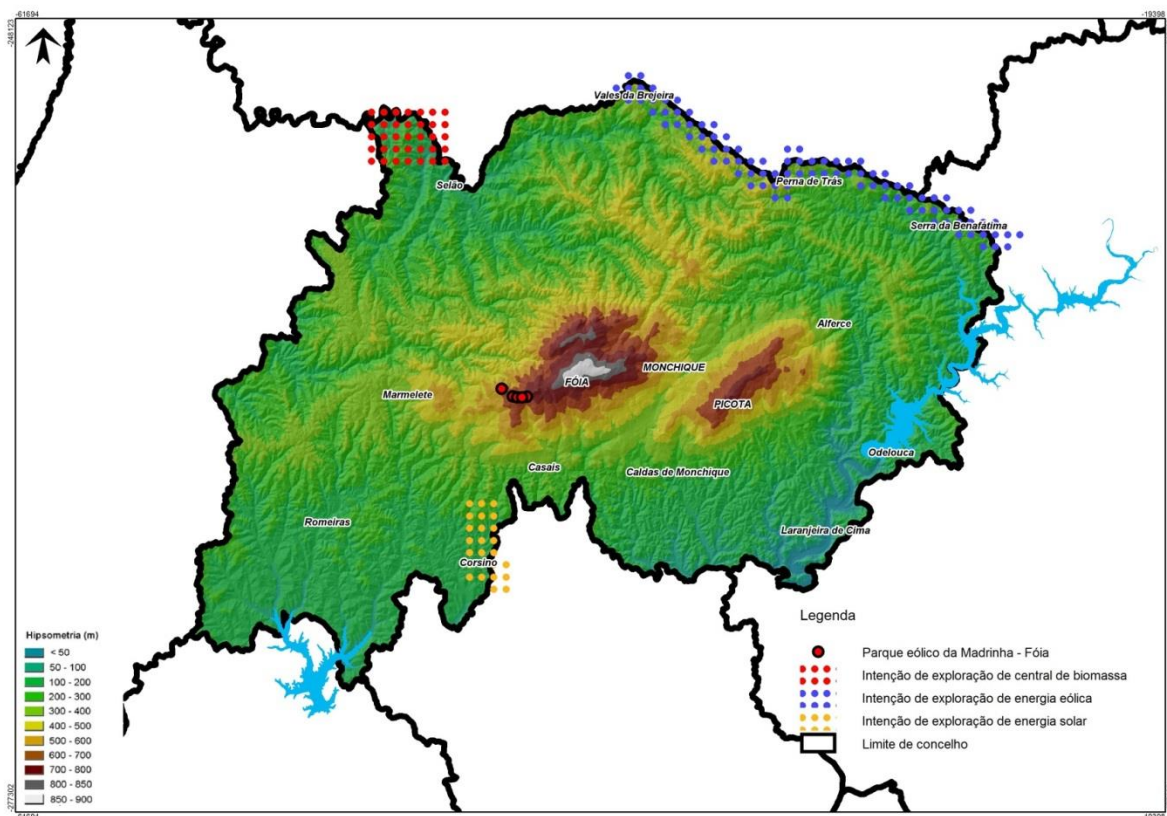 -61694
-19398
-248123
Vales da Brejeira
Selão
Perna de Trás
Serra da Benafátima
Alferce
MONCHIQUE
FÓIA
Marmelete
PICOTA
Odelouca
Casais
Caldas de Monchique
Romeiras
Laranjeira de Cima
Corsino
Legenda
Parque eólico da Madrinha - Fóia
Intenção de exploração de central de biomassa
Intenção de exploração de energia eólica
Intenção de exploração de energia solar
Limite de concelho
Hipsometria (m)
< 50
50 - 100
100 - 200
200 - 300
300 - 400
400 - 500
500 - 600
600 - 700
700 - 800
800 - 850
850 - 900
-277302
-61694
-19398